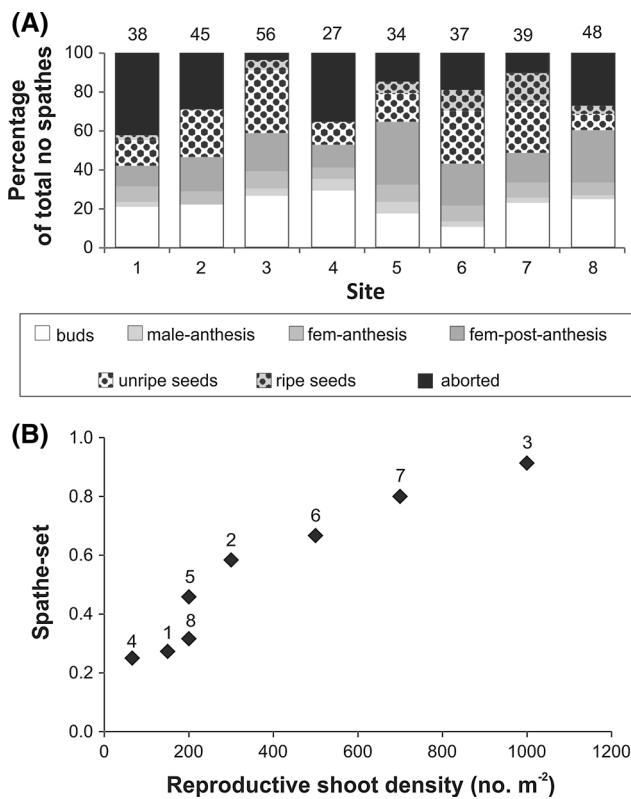 (A)
38 45 56 27 34 37 39 48
Percentage
of total no spathes
100
80
60
40
20
0
1 2 3 4 5 6 7 8
Site
buds male-anthesis fem-anthesis fem-post-anthesis
unripe seeds ripe seeds aborted
(B)
Spathe-set
1.0
0.8
0.6
0.4
0.2
0.0
3
7
6
2
5
1 8
4
0 200 400 600 800 1000 1200
Reproductive shoot density (no. m⁻²)